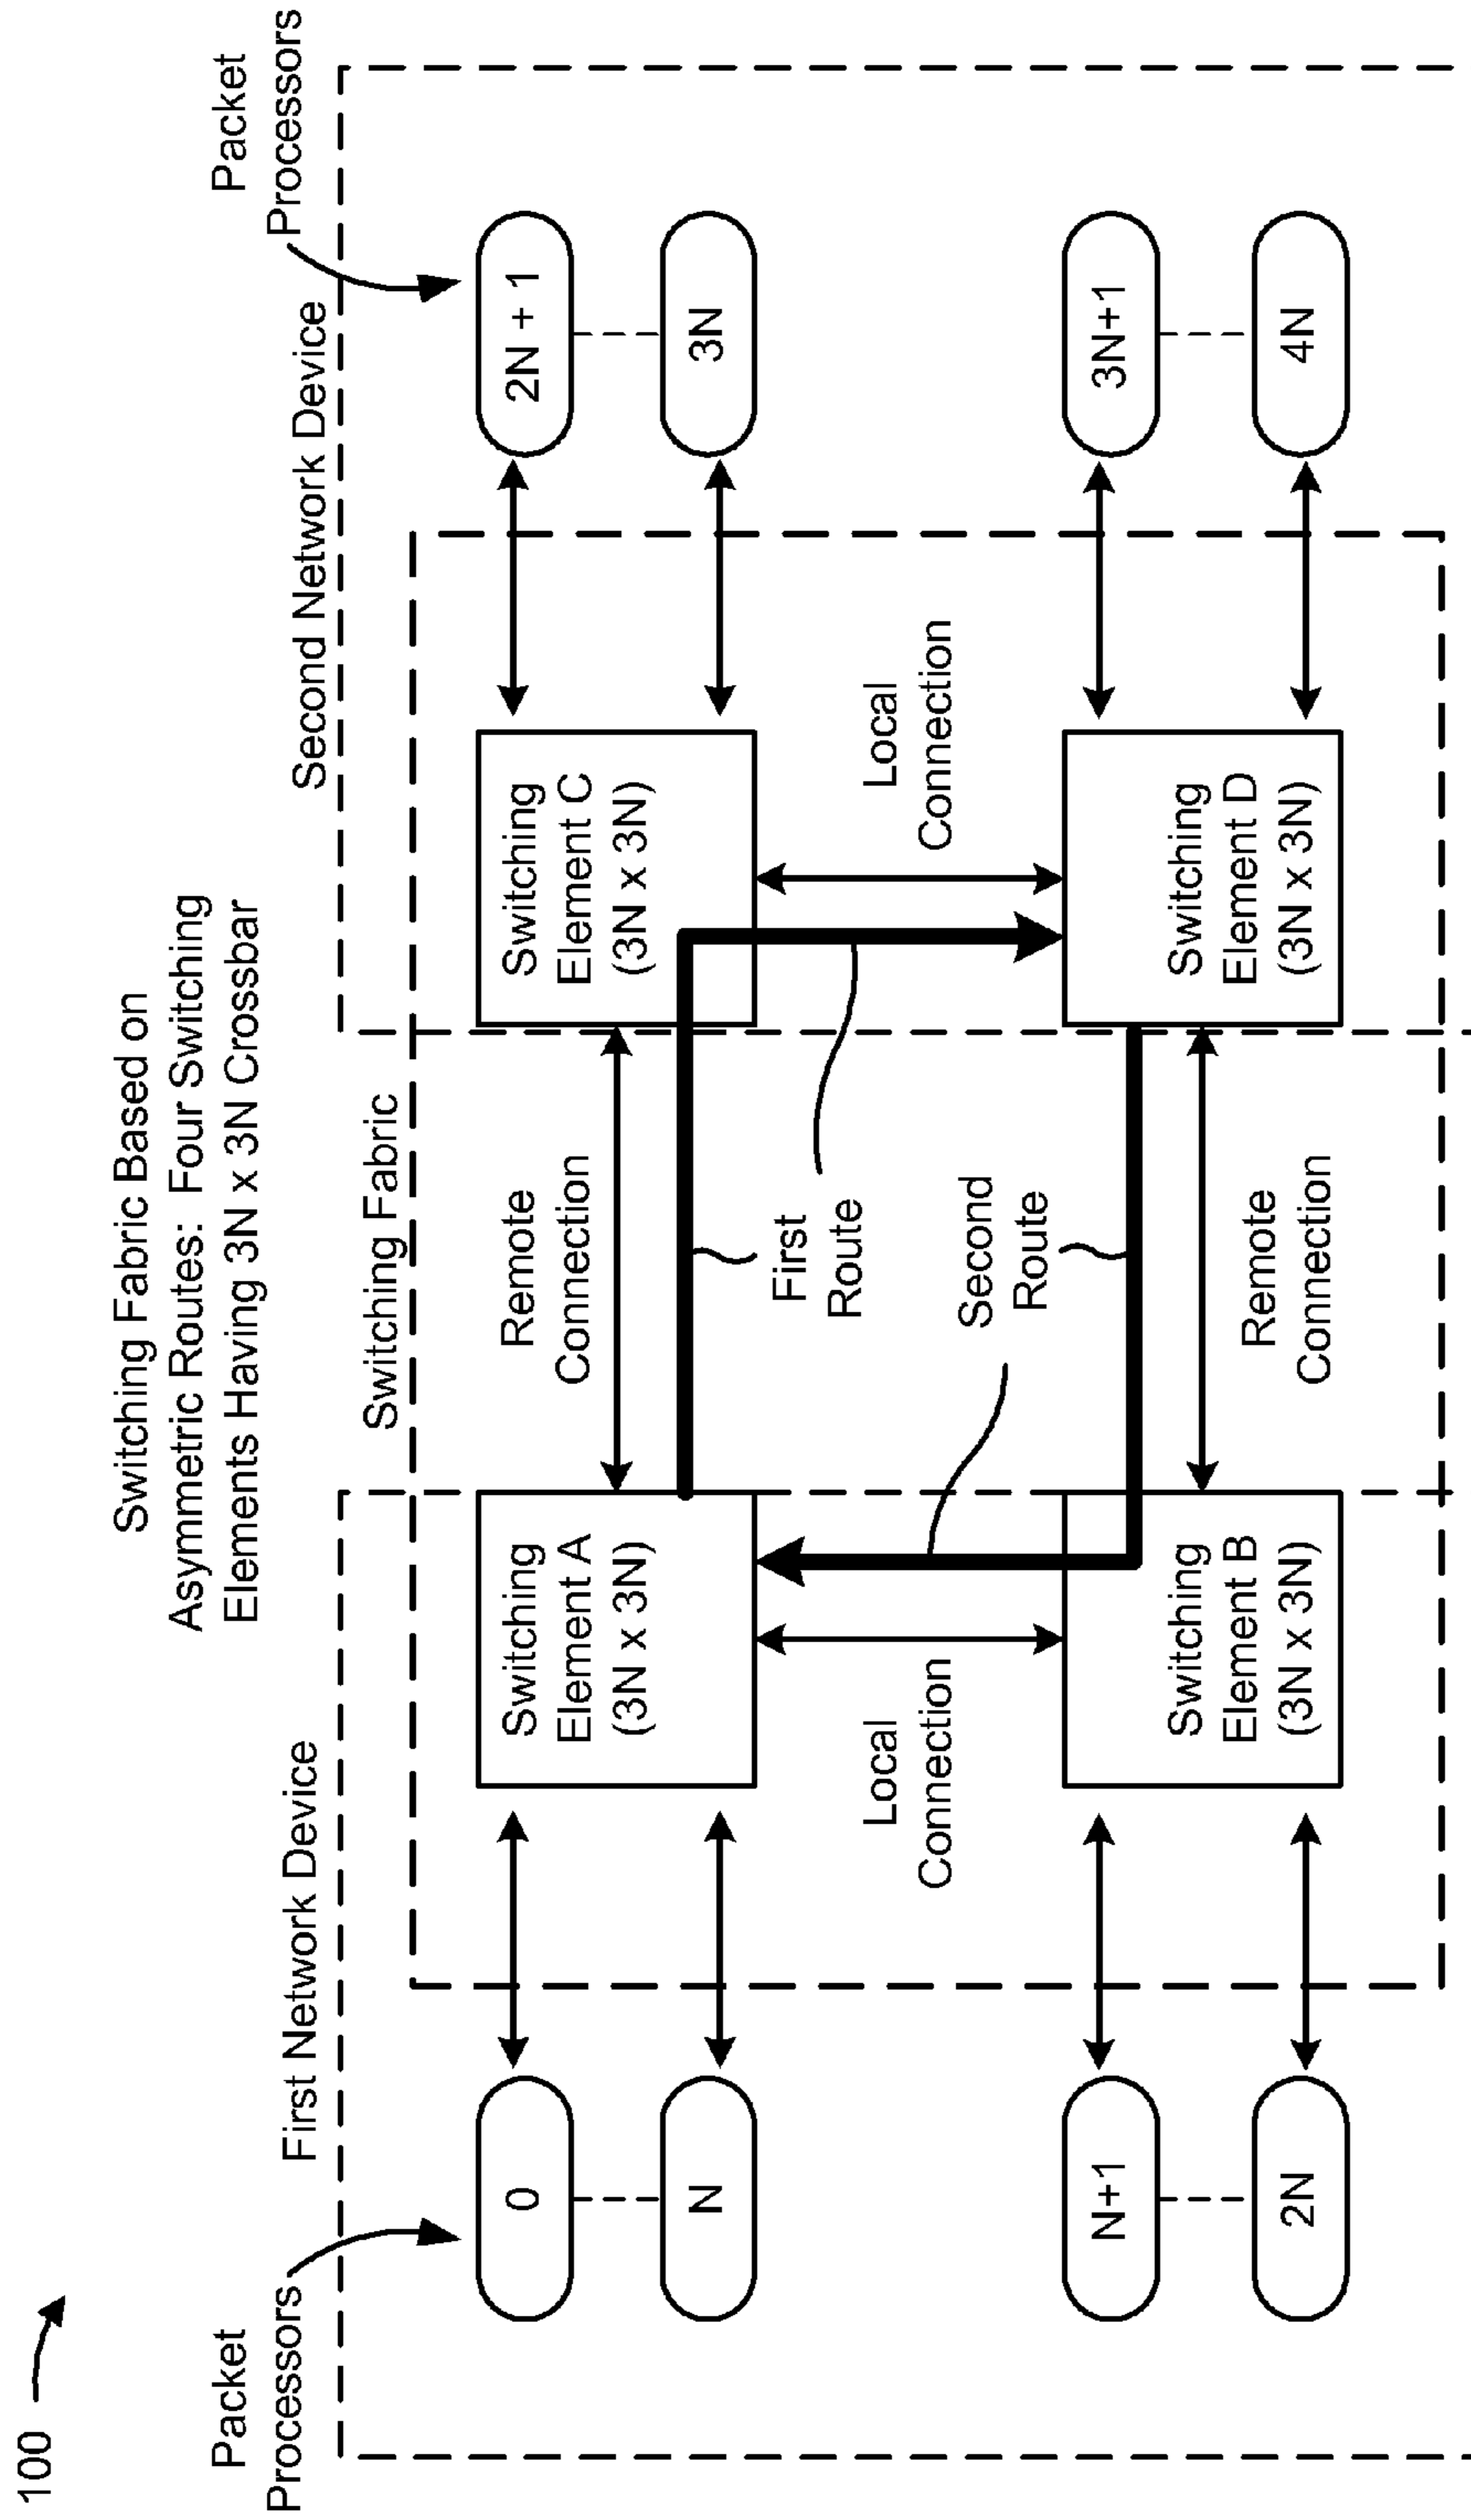 100
Switching Fabric Based on
Asymmetric Routes: Four Switching
Elements Having 3N x 3N Crossbar
Packet
Processors
First Network Device
Switching Fabric
Second Network Device
Packet
Processors
0
N
Switching
Element A
(3N x 3N)
Remote
Connection
Switching
Element C
(3N x 3N)
2N + 1
3N
Local
Connection
First
Route
Second
Route
Local
Connection
N+1
2N
Switching
Element B
(3N x 3N)
Remote
Connection
Switching
Element D
(3N x 3N)
3N+1
4N